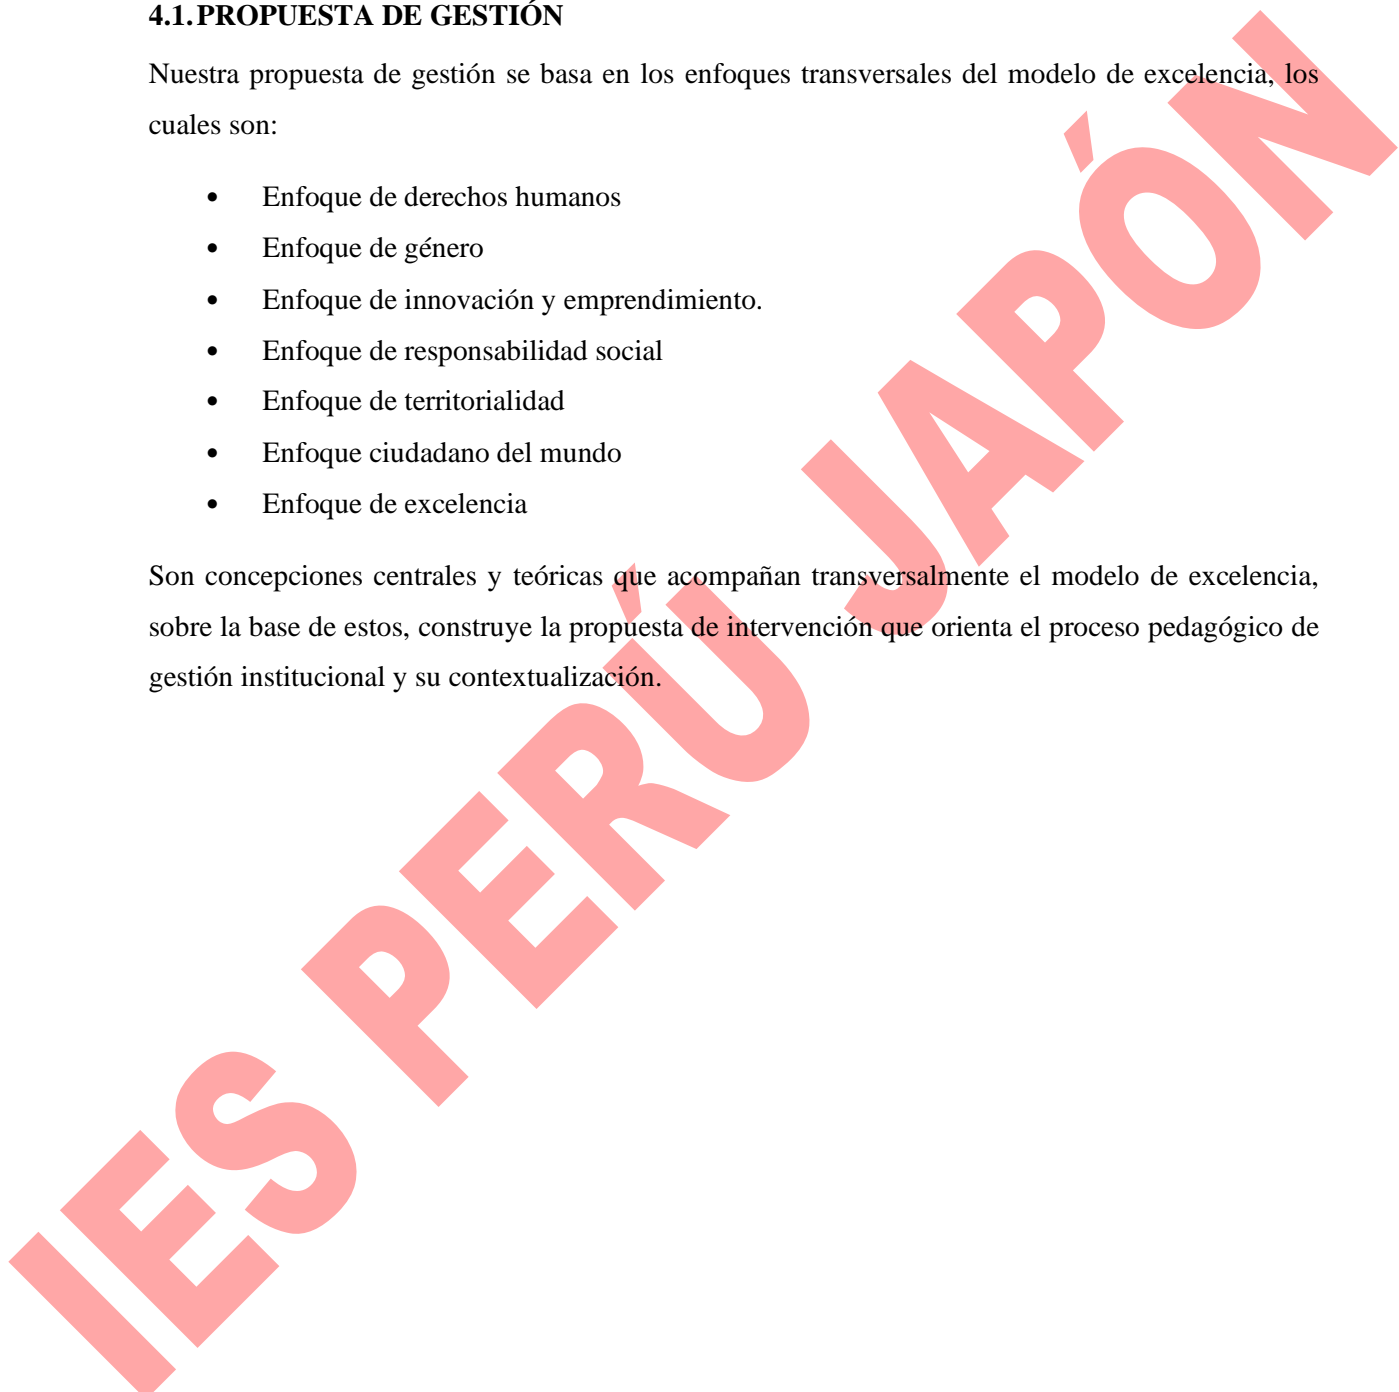 4.1. PROPUESTA DE GESTIÓN
Nuestra propuesta de gestión se basa en los enfoques transversales del modelo de excelencia, los
cuales son:
• Enfoque de derechos humanos
• Enfoque de género
• Enfoque de innovación y emprendimiento.
• Enfoque de responsabilidad social
• Enfoque de territorialidad
• Enfoque ciudadano del mundo
• Enfoque de excelencia
Son concepciones centrales y teóricas que acompañan transversalmente el modelo de excelencia,
sobre la base de estos, construye la propuesta de intervención que orienta el proceso pedagógico de
gestión institucional y su contextualización.
IES PERÚ JAPÓN